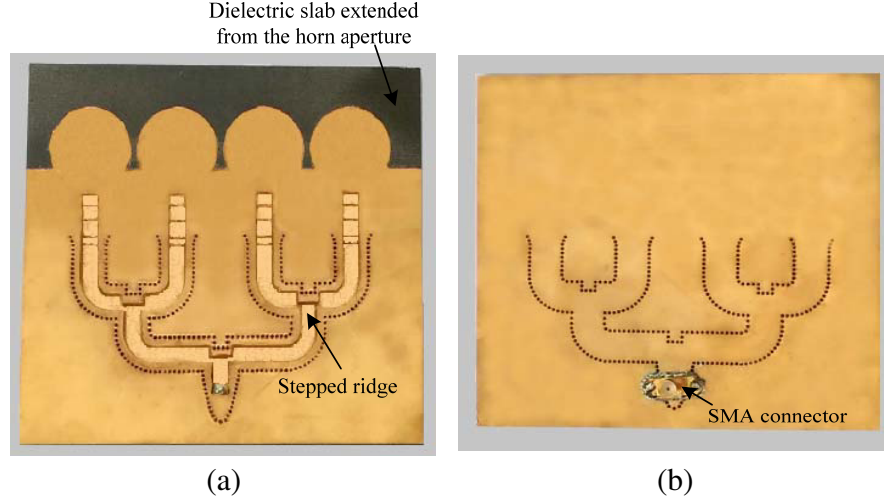 Dielectric slab extended
from the horn aperture
Stepped ridge
SMA connector
(a)
(b)